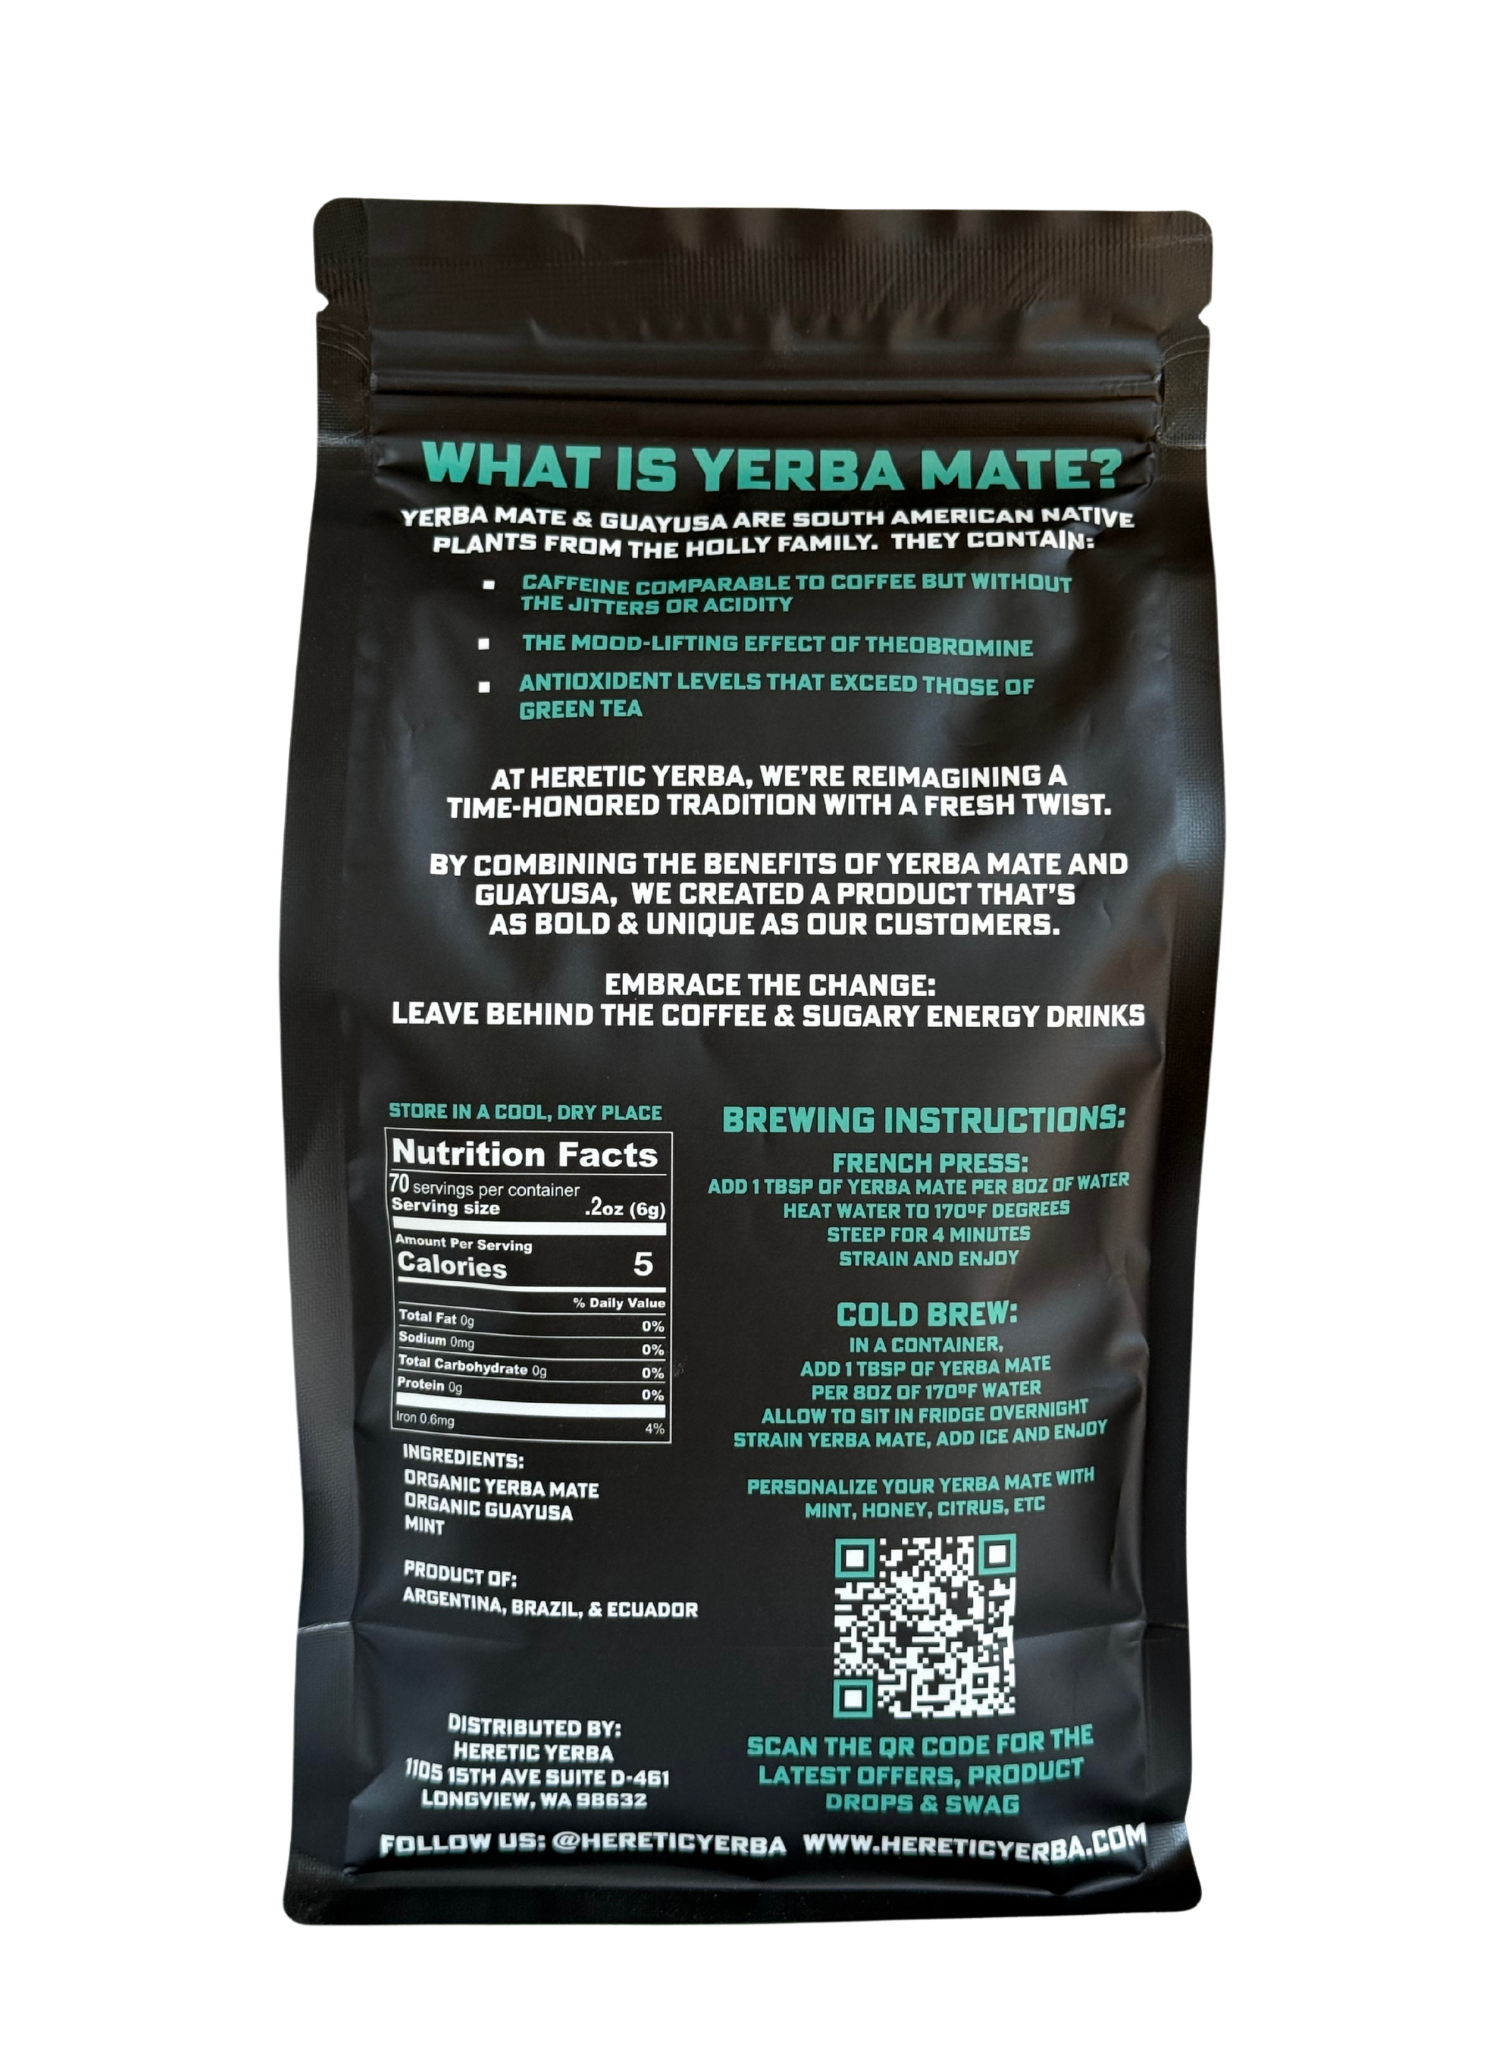 WHAT IS YERBA MATE?
YERBA MATE & GUAYUSA ARE SOUTH AMERICAN NATIVE
PLANTS FROM THE HOLLY FAMILY. THEY CONTAIN:
▪ CAFFEINE COMPARABLE TO COFFEE BUT WITHOUT
THE JITTERS OR ACIDITY
▪ THE MOOD-LIFTING EFFECT OF THEOBROMINE
▪ ANTIOXIDENT LEVELS THAT EXCEED THOSE OF
GREEN TEA
AT HERETIC YERBA, WE'RE REIMAGINING A
TIME-HONORED TRADITION WITH A FRESH TWIST.
BY COMBINING THE BENEFITS OF YERBA MATE AND
GUAYUSA, WE CREATED A PRODUCT THAT'S
AS BOLD & UNIQUE AS OUR CUSTOMERS.
EMBRACE THE CHANGE:
LEAVE BEHIND THE COFFEE & SUGARY ENERGY DRINKS
STORE IN A COOL, DRY PLACE
Nutrition Facts
70 servings per container
Serving size .2oz (6g)
Amount Per Serving
Calories 5
% Daily Value
Total Fat 0g 0%
Sodium 0mg 0%
Total Carbohydrate 0g 0%
Protein 0g 0%
Iron 0.6mg 4%
INGREDIENTS:
ORGANIC YERBA MATE
ORGANIC GUAYUSA
MINT
PRODUCT OF:
ARGENTINA, BRAZIL, & ECUADOR
BREWING INSTRUCTIONS:
FRENCH PRESS:
ADD 1 TBSP OF YERBA MATE PER 8OZ OF WATER
HEAT WATER TO 170ºF DEGREES
STEEP FOR 4 MINUTES
STRAIN AND ENJOY
COLD BREW:
IN A CONTAINER,
ADD 1 TBSP OF YERBA MATE
PER 8OZ OF 170ºF WATER
ALLOW TO SIT IN FRIDGE OVERNIGHT
STRAIN YERBA MATE, ADD ICE AND ENJOY
PERSONALIZE YOUR YERBA MATE WITH
MINT, HONEY, CITRUS, ETC
DISTRIBUTED BY:
HERETIC YERBA
1105 15TH AVE SUITE D-461
LONGVIEW, WA 98632
SCAN THE QR CODE FOR THE
LATEST OFFERS, PRODUCT
DROPS & SWAG
FOLLOW US: @HERETICYERBA WWW.HERETICYERBA.COM